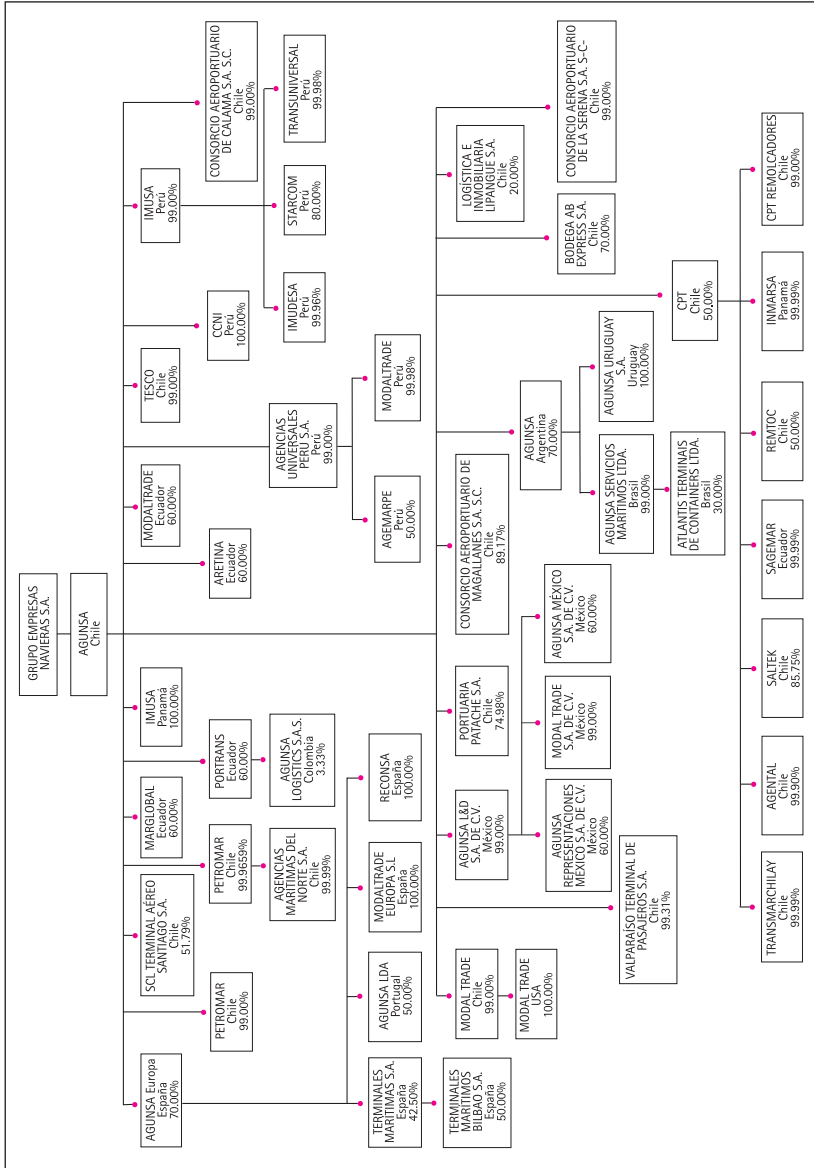 GRUPO EMPRESAS
NAVIERAS S.A.
AGUNSA
Chile
AGUNSA Europa
España
70.00%
SCL TERMINAL AÉREO
SANTIAGO S.A.
Chile
51.79%
MARGLOBAL
Ecuador
60.00%
IMUSA
Panamá
100.00%
MODALTRADE
Ecuador
60.00%
TESCO
Chile
99.00%
IMUSA
Perú
99.00%
PETROMAR
Chile
99.00%
PETROMAR
Chile
99.9659%
PORTRANS
Ecuador
60.00%
ARETINA
Ecuador
60.00%
CCNI
Perú
100.00%
CONSORCIO AEROPORTUARIO
DE CALAMA S.A. S.C.
Chile
99.00%
AGENCIAS
MARÍTIMAS DEL
NORTE S.A.
Chile
99.99%
AGUNSA
LOGISTICS S.A.S.
Colombia
3.33%
AGENCIAS
UNIVERSALES
PERÚ S.A.
Perú
99.00%
IMUDESA
Perú
99.96%
STARCOM
Perú
80.00%
TRANSUNIVERSAL
Perú
99.98%
TERMINALES
MARÍTIMAS S.A.
España
42.50%
AGUNSA LDA
Portugal
50.00%
MODALTRADE
EUROPA S.L
España
100.00%
RECONSA
España
100.00%
AGEMARPE
Perú
50.00%
MODALTRADE
Perú
99.98%
TERMINALES
MARÍTIMOS
BILBAO S.A.
España
50.00%
MODAL TRADE
Chile
99.00%
AGUNSA L&D
S.A. DE C.V.
México
99.00%
PORTUARIA
PATACHE S.A.
Chile
74.98%
CONSORCIO AEROPORTUARIO DE
MAGALLANES S.A. S.C.
Chile
89.17%
AGUNSA
Argentina
70.00%
LOGÍSTICA E
INMOBILIARIA
LIPANGUE S.A.
Chile
20.00%
MODAL TRADE
USA
100.00%
AGUNSA
REPRESENTACIONES
MÉXICO S.A. DE C.V.
México
60.00%
MODAL TRADE
S.A. DE C.V.
México
99.00%
AGUNSA MÉXICO
S.A. DE C.V.
México
60.00%
AGUNSA SERVICIOS
MARÍTIMOS LTDA.
Brasil
99.00%
AGUNSA URUGUAY
S.A.
Uruguay
100.00%
BODEGA AB
EXPRESS S.A.
Chile
70.00%
CONSORCIO AEROPORTUARIO
DE LA SERENA S.A. S-C-
Chile
99.00%
ATLANTIS TERMINAIS
DE CONTAINERS LTDA.
Brasil
30.00%
VALPARAÍSO TERMINAL DE
PASAJEROS S.A.
Chile
99.31%
CPT
Chile
50,00%
TRANSMARCHILAY
Chile
99.99%
AGENTAL
Chile
99.90%
SALTEK
Chile
85.75%
SAGEMAR
Ecuador
99.99%
REMTOC
Chile
50.00%
INMARSA
Panamá
99.99%
CPT REMOLCADORES
Chile
99.00%